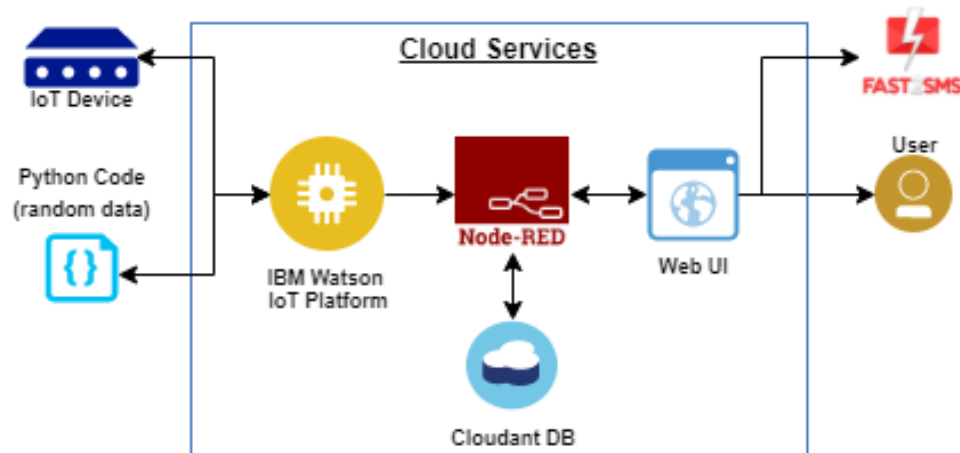 Cloud Services
IoT Device
FAST2SMS
User
Python Code
(random data)
{}
Node-RED
Web UI
IBM Watson
IoT Platform
Cloudant DB